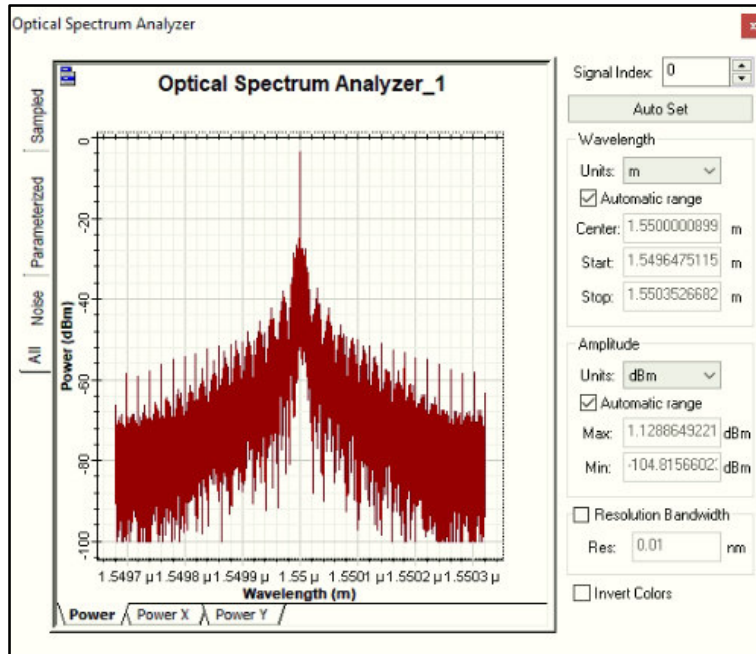 Optical Spectrum Analyzer
Optical Spectrum Analyzer_1
Sampled
Parameterized
Noise
All
Power (dBm)
0
-20
-40
-60
-80
-100
1.5497 µ 1.5498 µ 1.5499 µ 1.55 µ 1.5501 µ 1.5502 µ 1.5503 µ
Wavelength (m)
Power Power X Power Y
Signal Index: 0
Auto Set
Wavelength
Units: m
Automatic range
Center: 1.5500000899 m
Start: 1.5496475115 m
Stop: 1.5503526682 m
Amplitude
Units: dBm
Automatic range
Max: 1.1288649221 dBm
Min: -104.8156602 dBm
Resolution Bandwidth
Res: 0.01 nm
Invert Colors